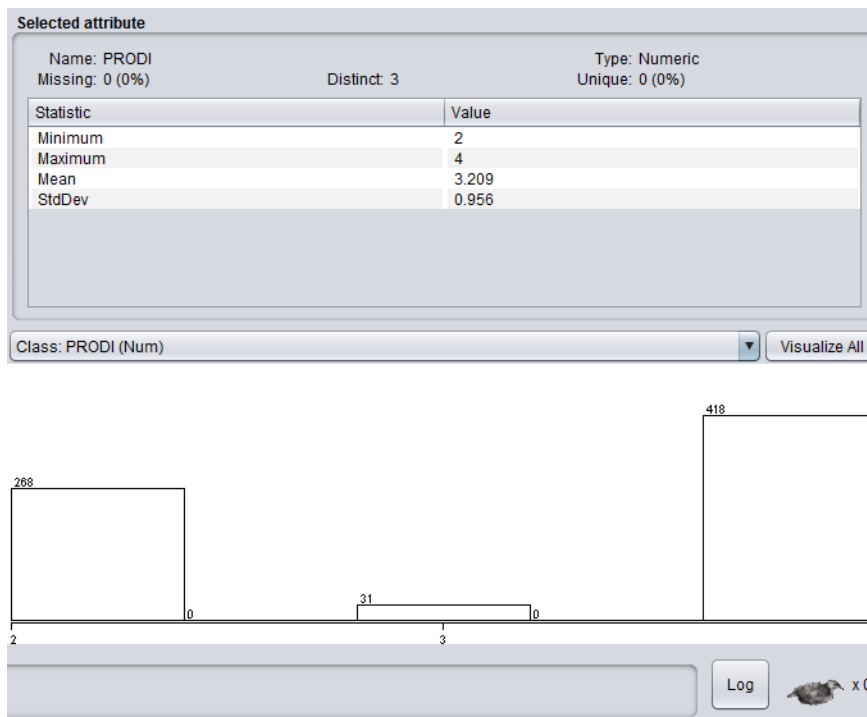 Selected attribute
Name: PRODI Type: Numeric
Missing: 0 (0%) Distinct: 3 Unique: 0 (0%)
Statistic Value
Minimum 2
Maximum 4
Mean 3.209
StdDev 0.956
Class: PRODI (Num) Visualize All
418
268
31
0 0
2 3
Log x 0